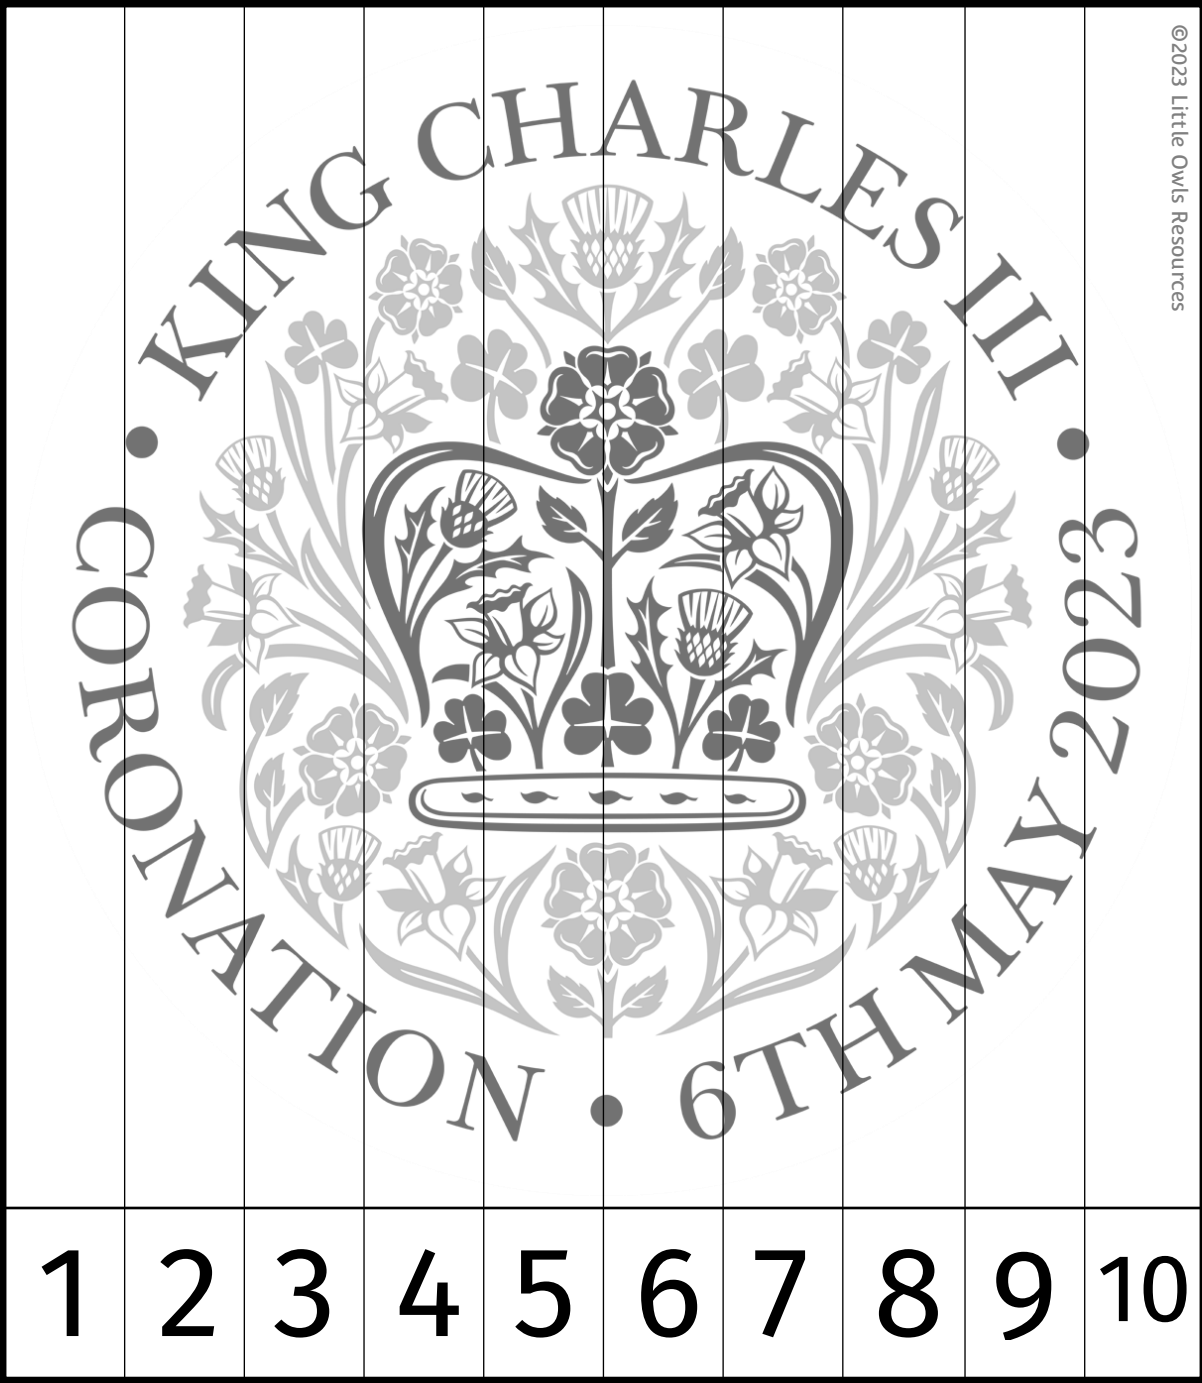 KING CHARLES III
• CORONATION • 6TH MAY 2023 •
©2023 Little Owls Resources
1 2 3 4 5 6 7 8 9 10